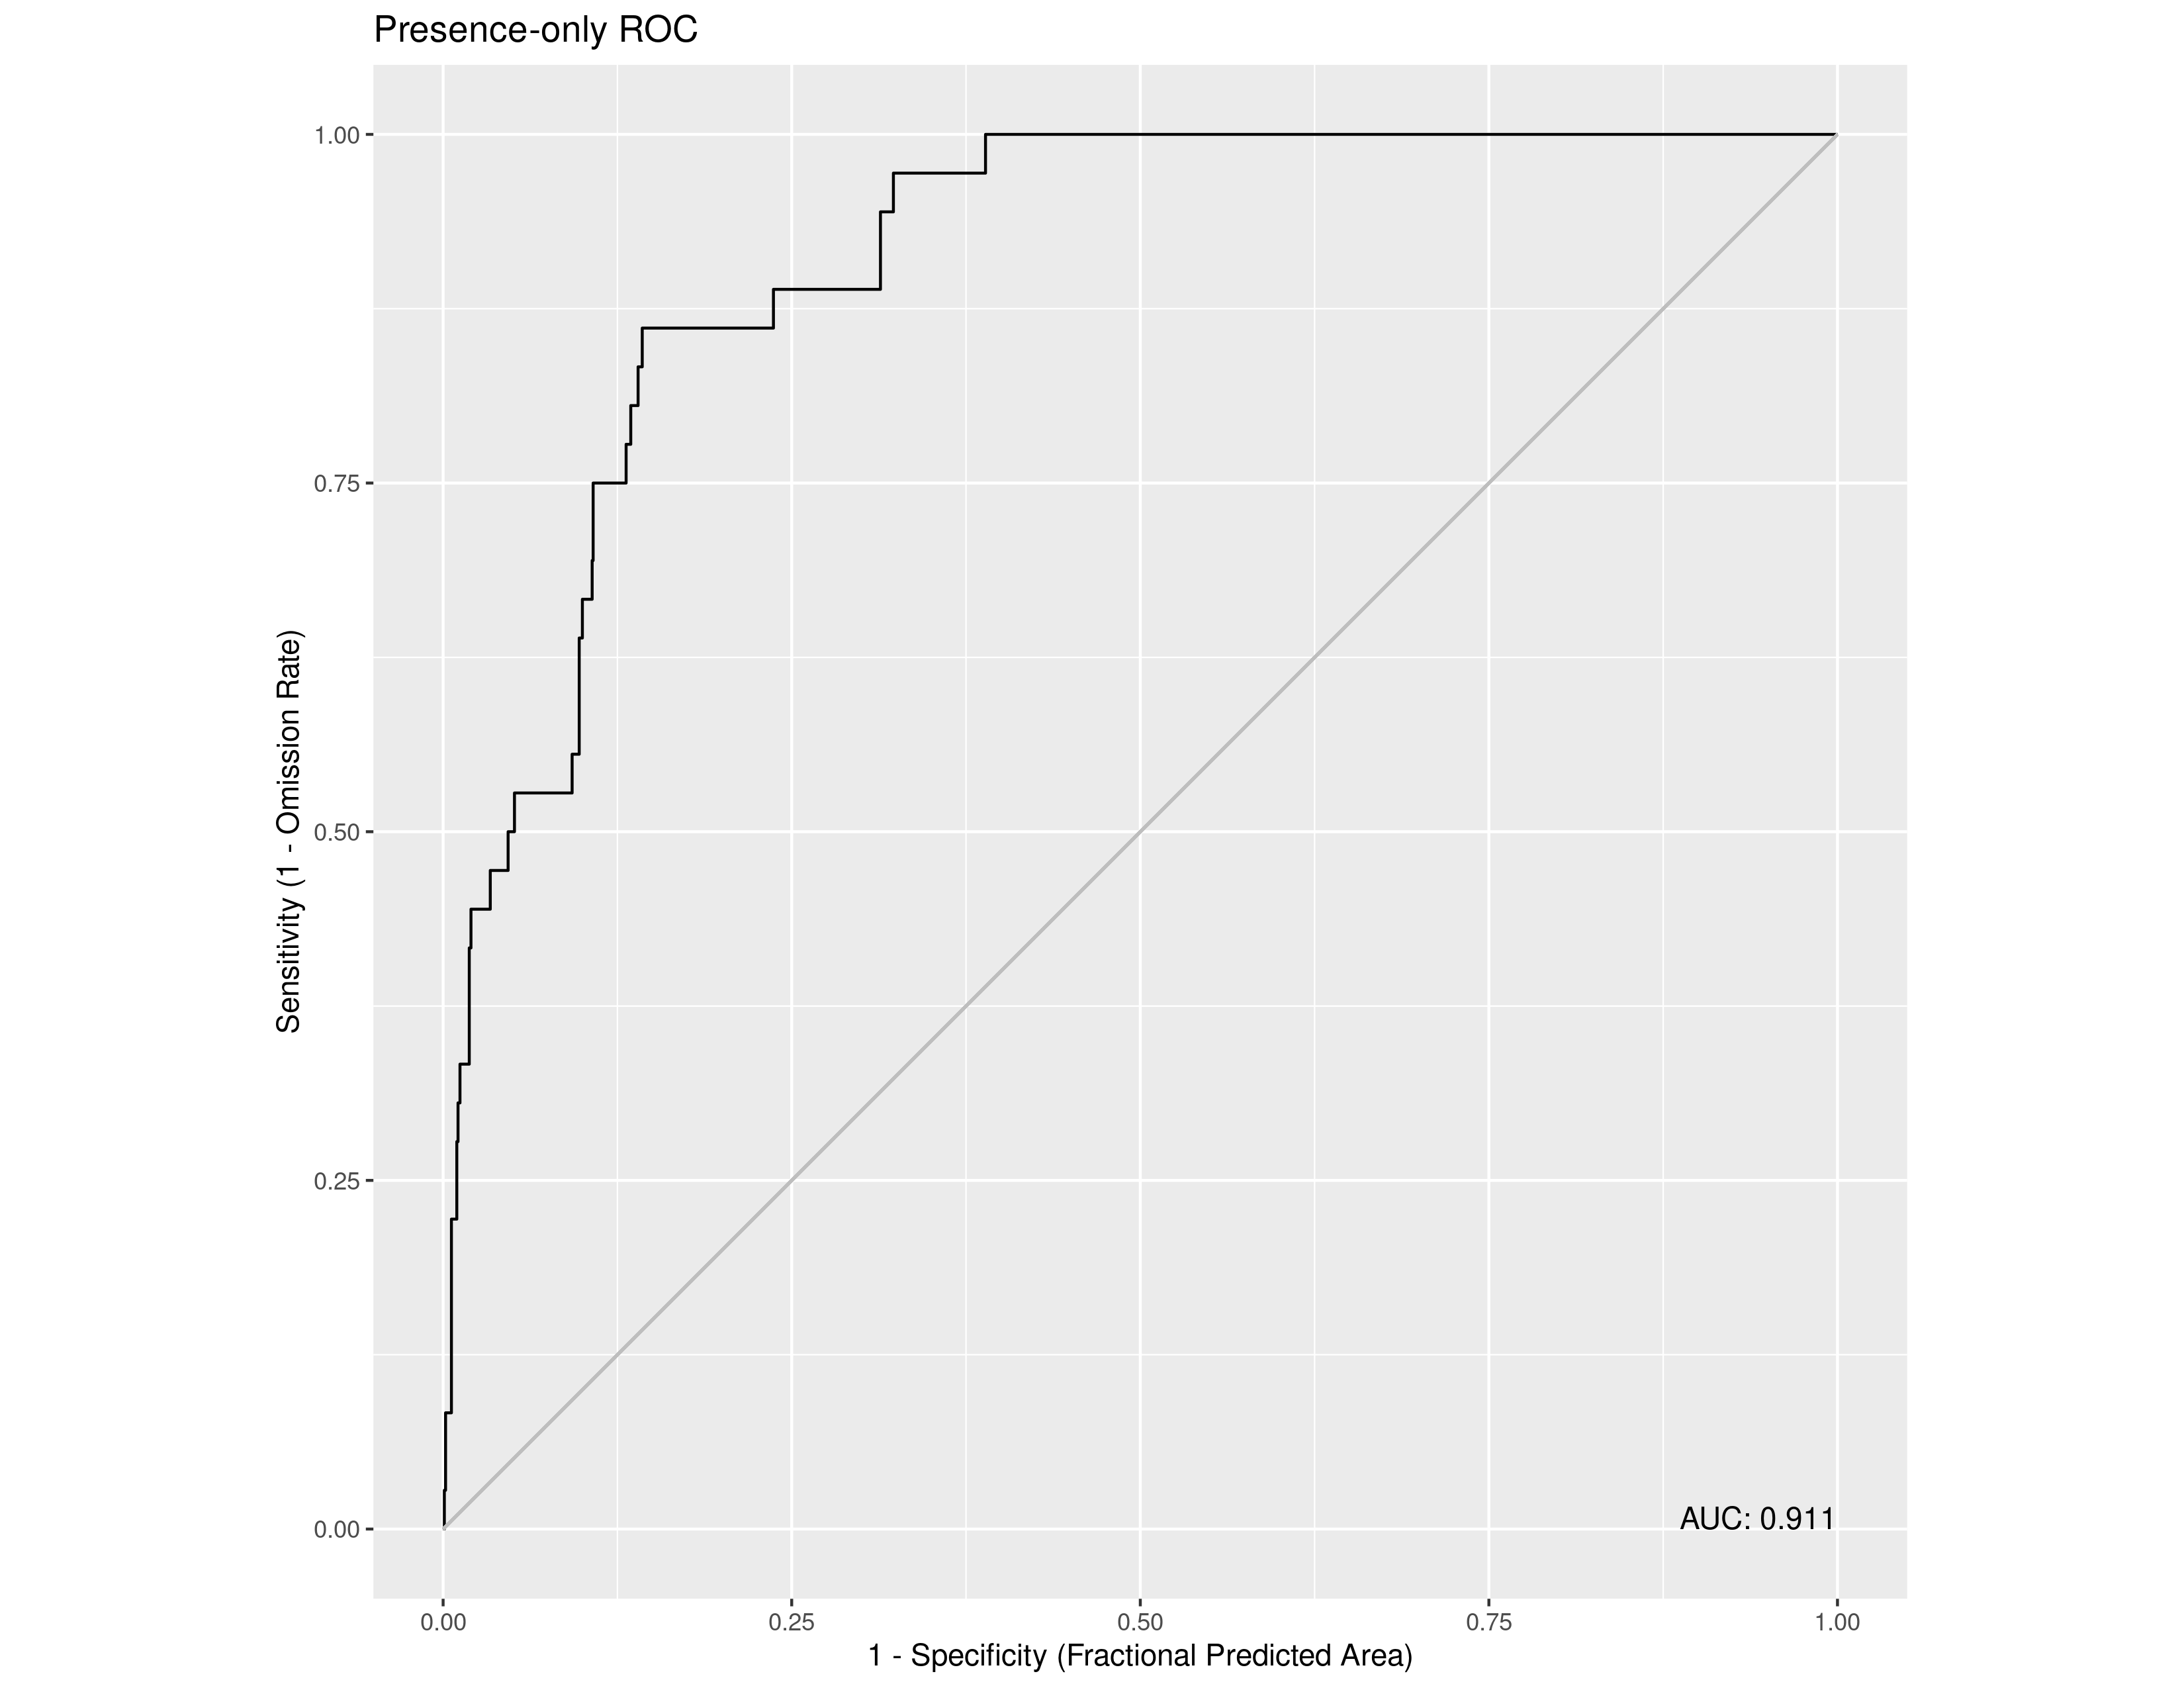 Presence-only ROC
Sensitivity (1 - Omission Rate)
1.00
0.75
0.50
0.25
0.00
AUC: 0.911
0.00 0.25 0.50 0.75 1.00
1 - Specificity (Fractional Predicted Area)